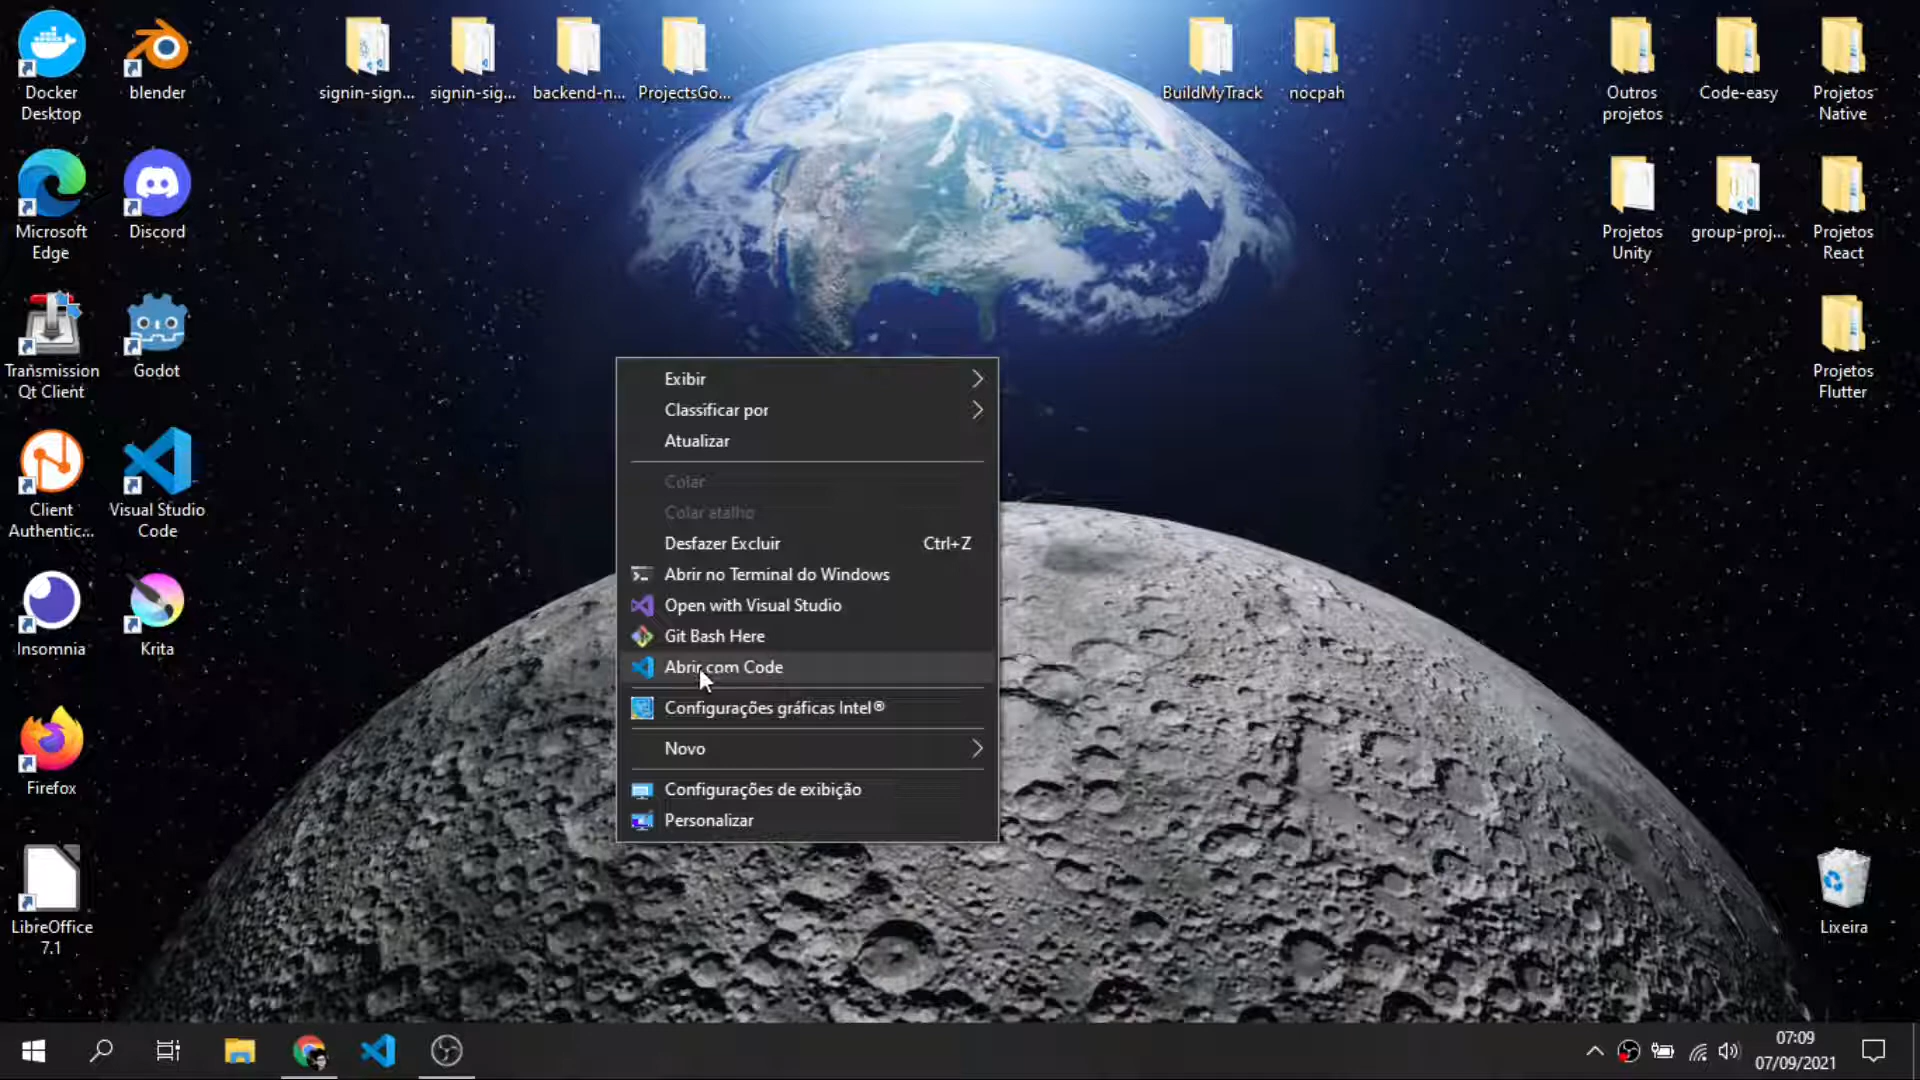 Docker
Desktop
blender
signin-sign...
signin-sig...
backend-n...
ProjectsGo...
BuildMyTrack
nocpah
Outros
projetos
Code-easy
Projetos
Native
Microsoft
Edge
Discord
Projetos
Unity
group-proj...
Projetos
React
Transmission
Qt Client
Godot
Projetos
Flutter
Client
Authentic...
Visual Studio
Code
Insomnia
Krita
Firefox
LibreOffice
7.1
Lixeira
Exibir
Classificar por
Atualizar
Colar
Colar atalho
Desfazer Excluir Ctrl+Z
Abrir no Terminal do Windows
Open with Visual Studio
Git Bash Here
Abrir com Code
Configurações gráficas Intel®
Novo
Configurações de exibição
Personalizar
07:09
07/09/2021